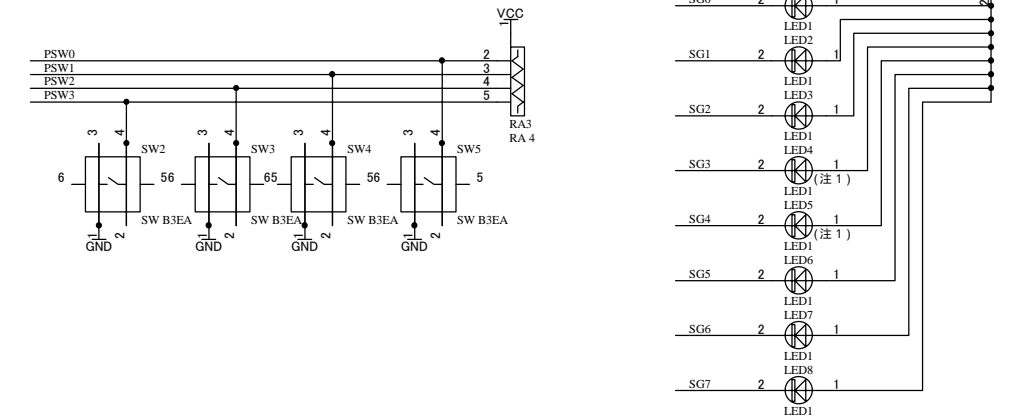 VCC
1
PSW0 2
PSW1 3
PSW2 4
PSW3 5
RA3
RA 4
3 4 3 4 3 4 3 4
SW2 SW3 SW4 SW5
6 56 65 56 5
SW B3EA SW B3EA SW B3EA SW B3EA
1 2 1 2 1 2 1 2
GND GND GND GND
SG0 2 1
LED1
LED2
SG1 2 1
LED1
LED3
SG2 2 1
LED1
LED4
SG3 2 1
(注1)
LED1
LED5
SG4 2 1
(注1)
LED1
LED6
SG5 2 1
LED1
LED7
SG6 2 1
LED1
LED8
SG7 2 1
LED1